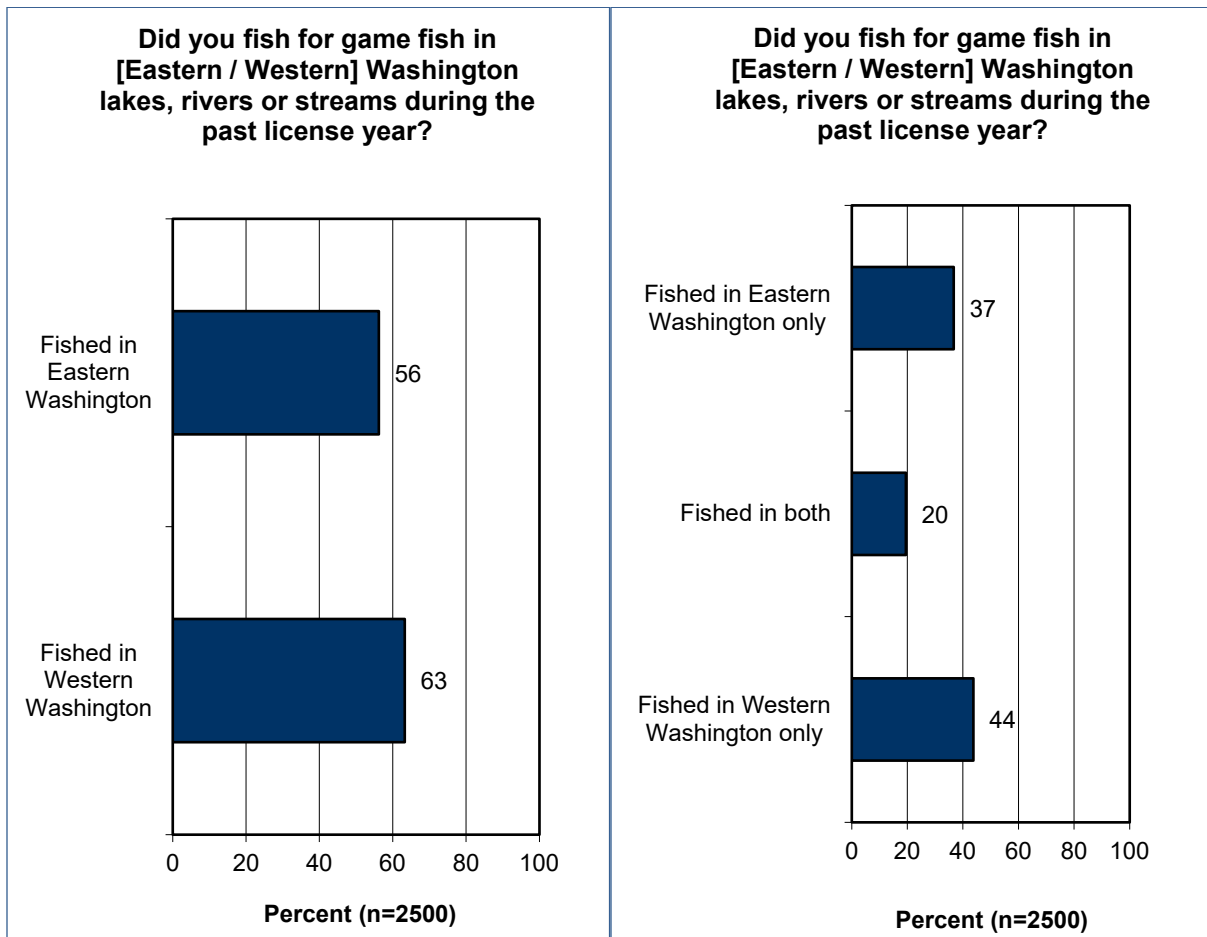 Did you fish for game fish in
[Eastern / Western] Washington
lakes, rivers or streams during the
past license year?
Fished in
Eastern
Washington
56
Fished in
Western
Washington
63
0 20 40 60 80 100
Percent (n=2500)
Did you fish for game fish in
[Eastern / Western] Washington
lakes, rivers or streams during the
past license year?
Fished in Eastern
Washington only
37
Fished in both
20
Fished in Western
Washington only
44
0 20 40 60 80 100
Percent (n=2500)